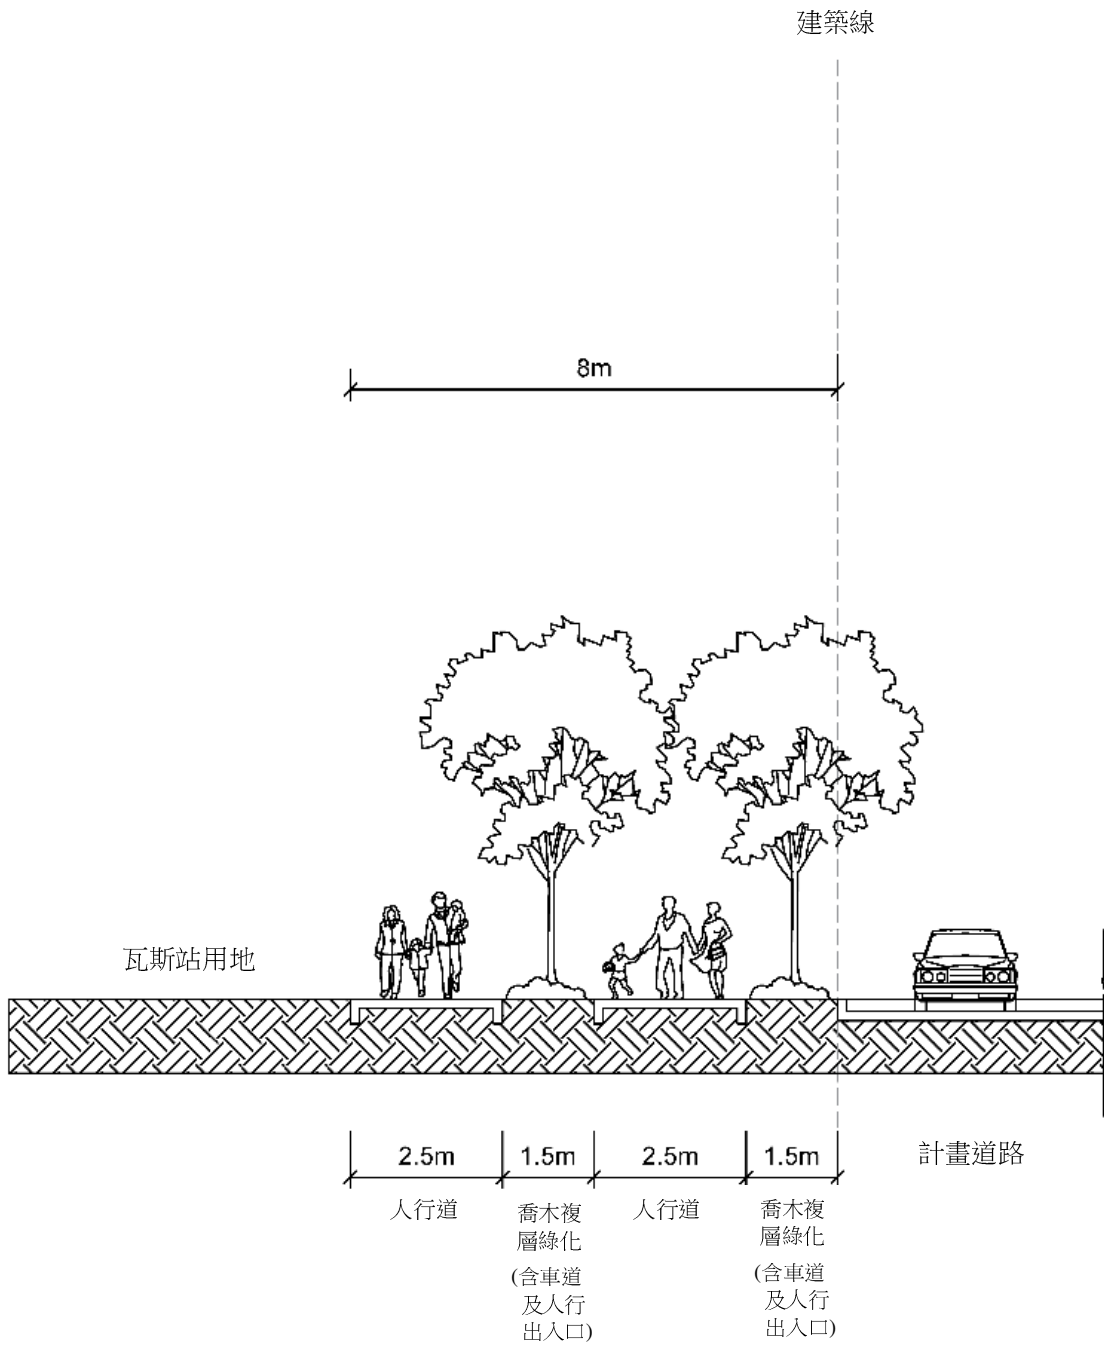 建築線
8m
瓦斯站用地
計畫道路
2.5m
1.5m
2.5m
1.5m
人行道
喬木複
層綠化
(含車道
及人行
出入口)
人行道
喬木複
層綠化
(含車道
及人行
出入口)